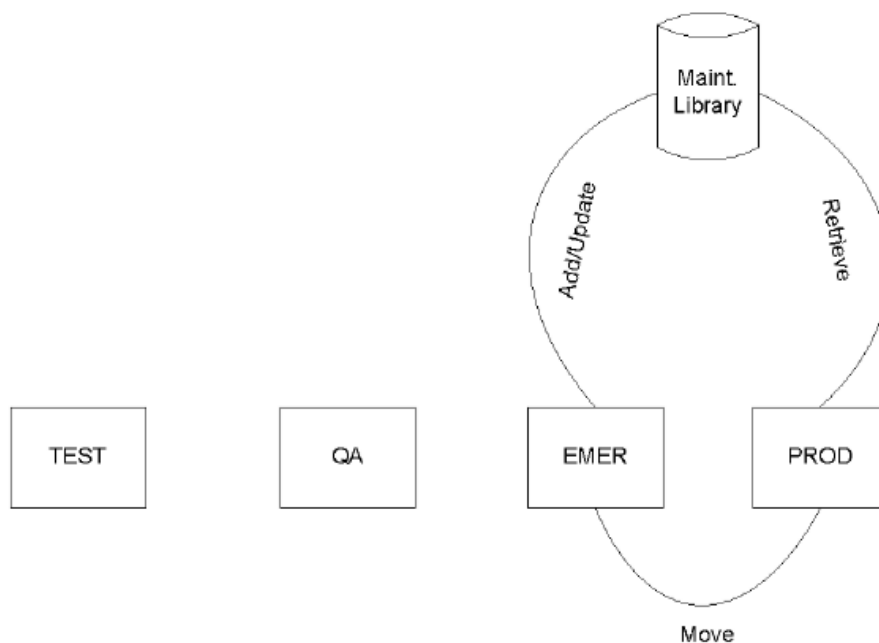 Maint.
Library
Add/Update
Retrieve
TEST
QA
EMER
PROD
Move